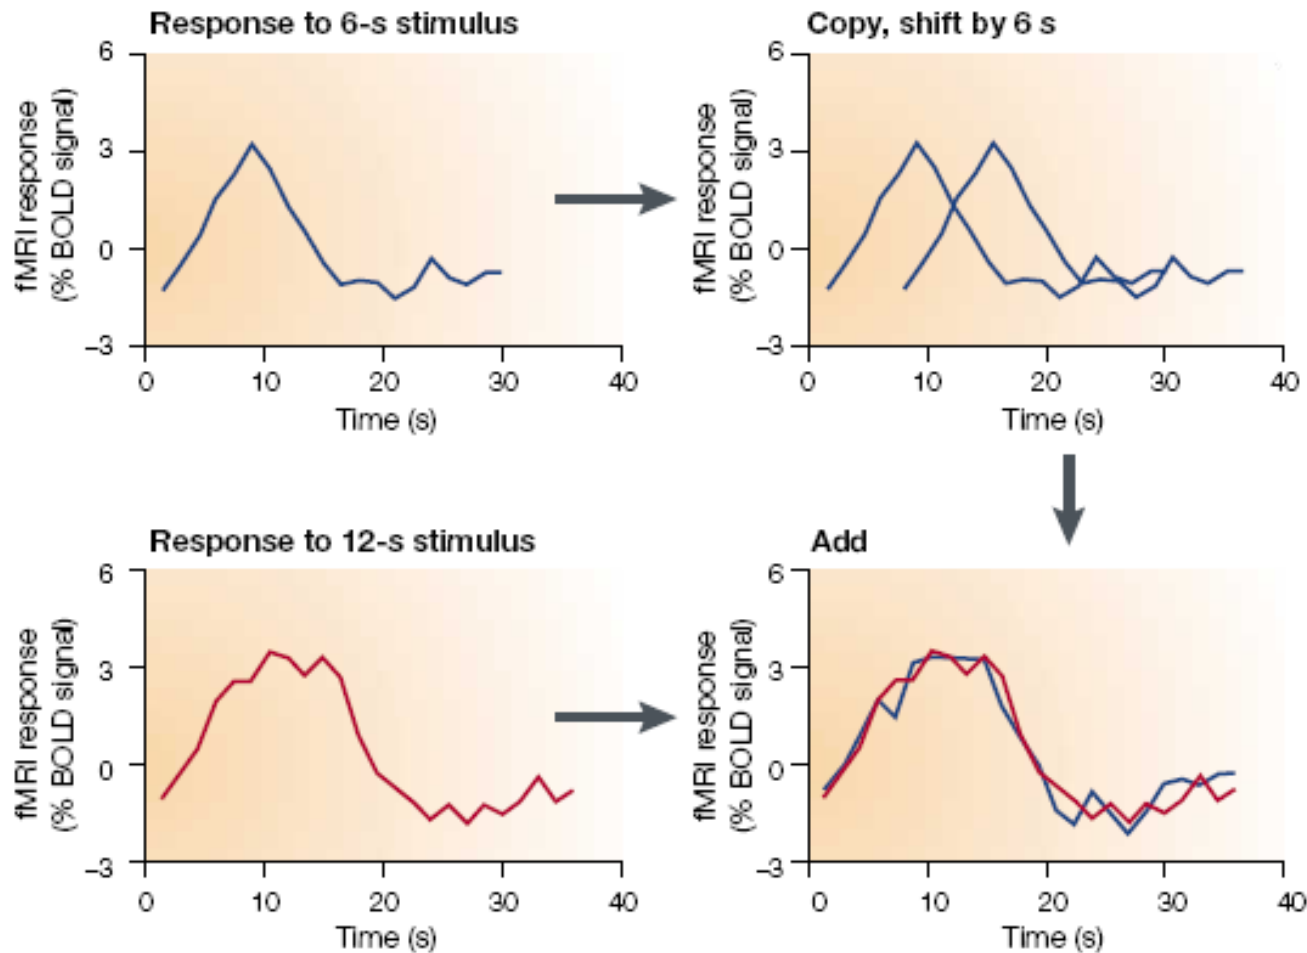 Response to 6-s stimulus
fMRI response
(% BOLD signal)
6
3
0
–3
0 10 20 30 40
Time (s)
Copy, shift by 6 s
fMRI response
(% BOLD signal)
6
3
0
–3
0 10 20 30 40
Time (s)
Response to 12-s stimulus
fMRI response
(% BOLD signal)
6
3
0
–3
0 10 20 30 40
Time (s)
Add
fMRI response
(% BOLD signal)
6
3
0
–3
0 10 20 30 40
Time (s)